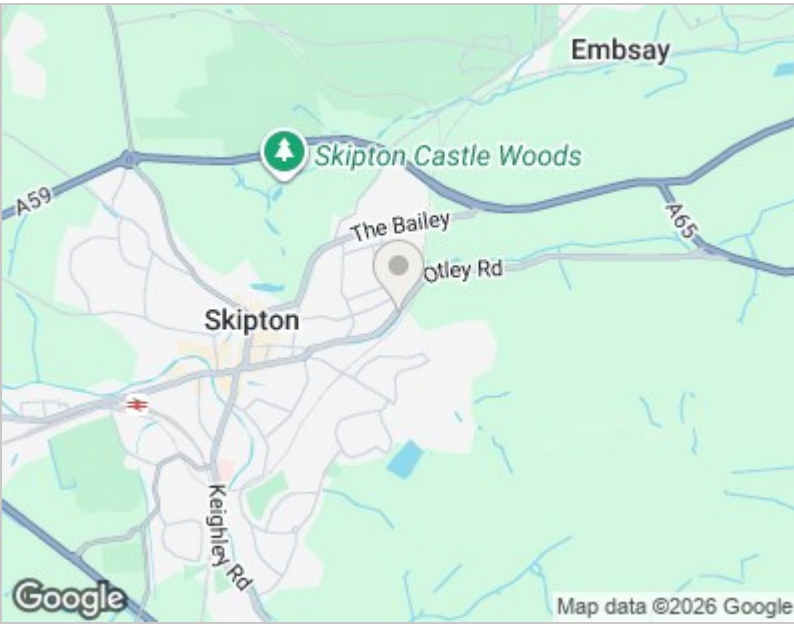 Embsay
Skipton Castle Woods
A59
The Bailey
A65
Otley Rd
Skipton
Keighley Rd
Google
Map data ©2026 Google